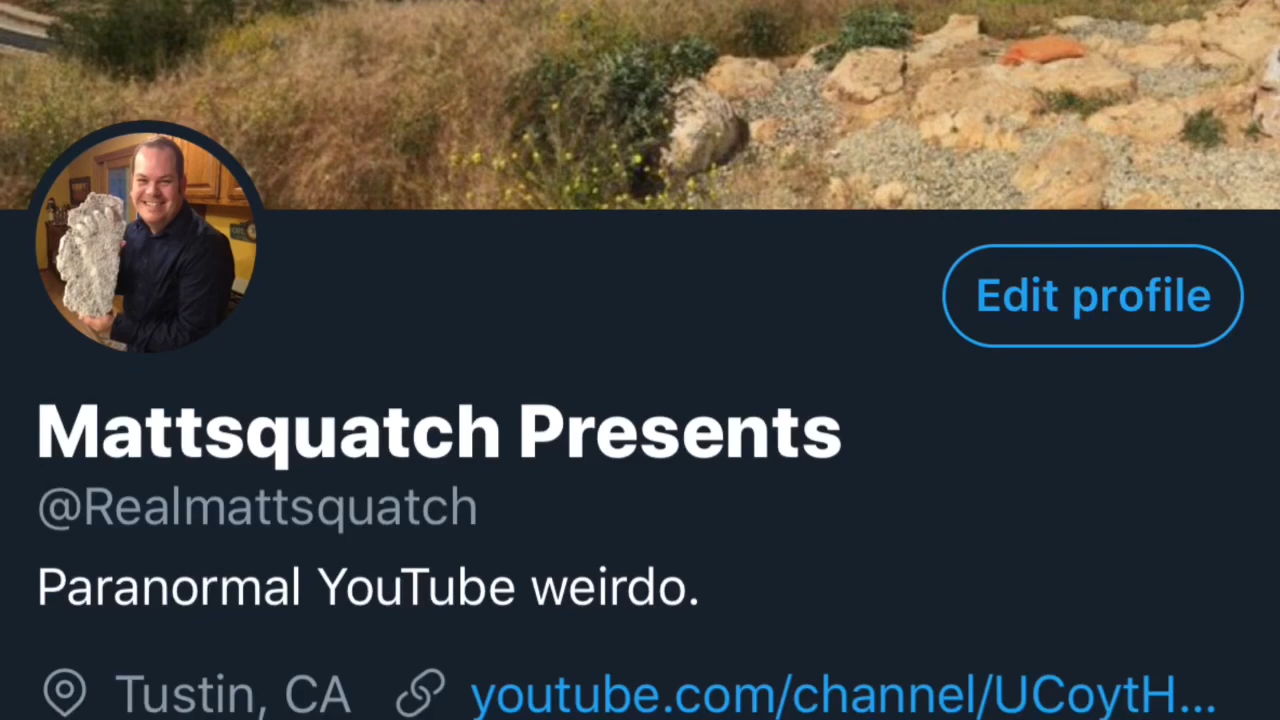 Edit profile
Mattsquatch Presents
@Realmattsquatch
Paranormal YouTube weirdo.
Tustin, CA youtube.com/channel/UCoytH...